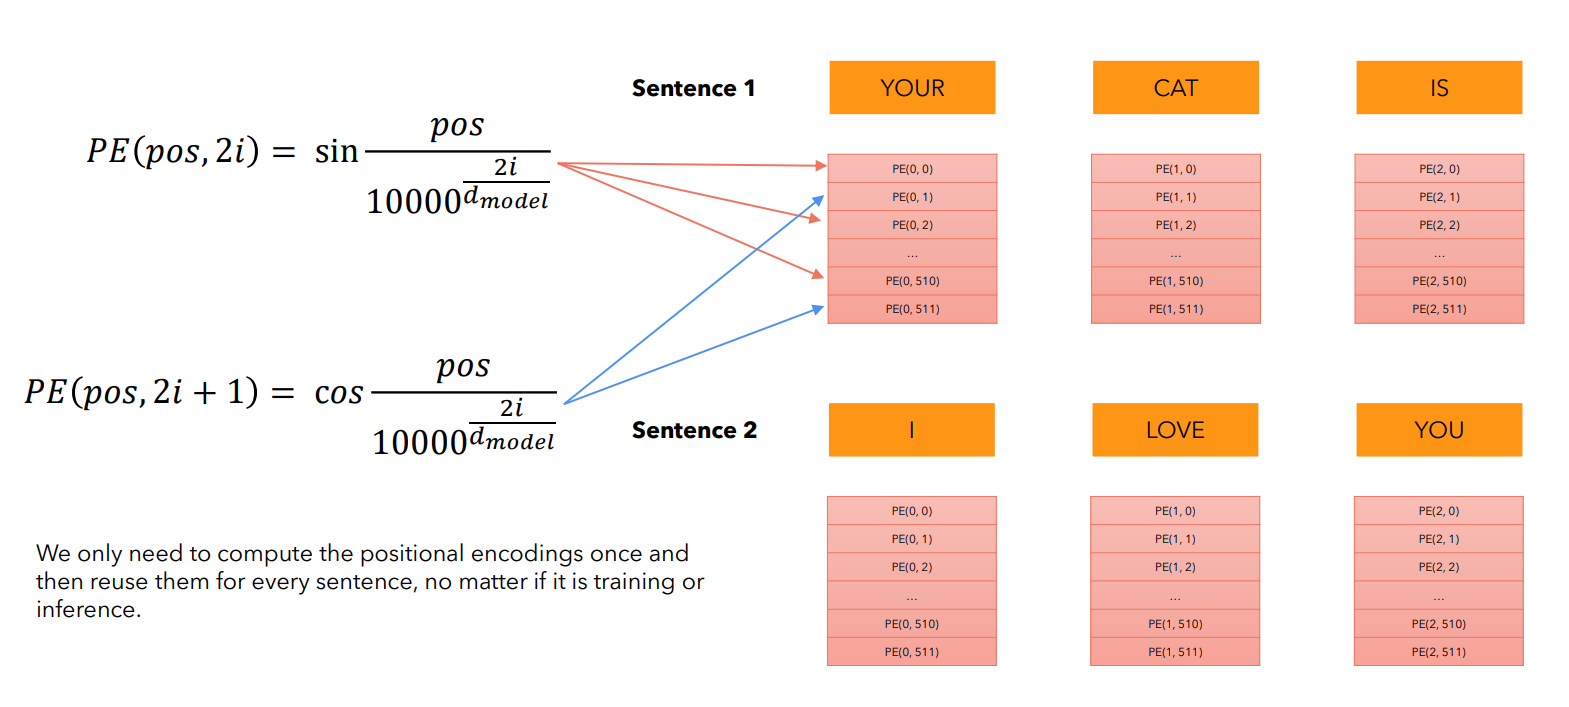 Sentence 1
YOUR CAT IS
PE(pos, 2i) = sin pos / 10000^(2i / d_model)
PE(0, 0) PE(1, 0) PE(2, 0)
PE(0, 1) PE(1, 1) PE(2, 1)
PE(0, 2) PE(1, 2) PE(2, 2)
... ... ...
PE(0, 510) PE(1, 510) PE(2, 510)
PE(0, 511) PE(1, 511) PE(2, 511)
PE(pos, 2i + 1) = cos pos / 10000^(2i / d_model)
Sentence 2
I LOVE YOU
PE(0, 0) PE(1, 0) PE(2, 0)
PE(0, 1) PE(1, 1) PE(2, 1)
PE(0, 2) PE(1, 2) PE(2, 2)
... ... ...
PE(0, 510) PE(1, 510) PE(2, 510)
PE(0, 511) PE(1, 511) PE(2, 511)
We only need to compute the positional encodings once and
then reuse them for every sentence, no matter if it is training or
inference.